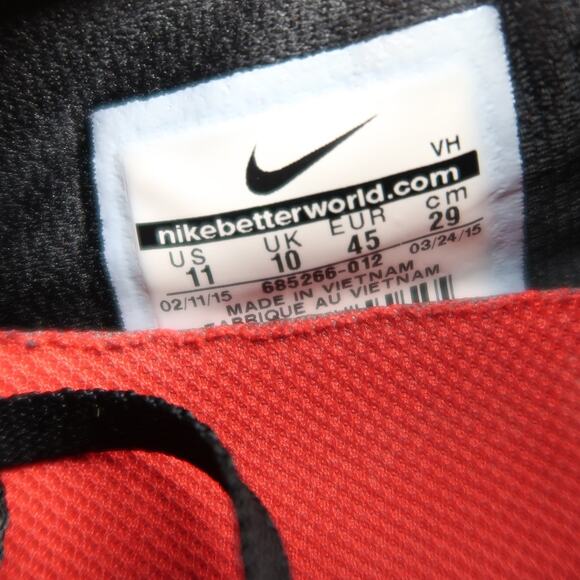 VH
nikebetterworld.com
US UK EUR cm
11 10 45 29
02/11/15 685266-012 03/24/15
MADE IN VIETNAM
FABRIQUE AU VIETNAM